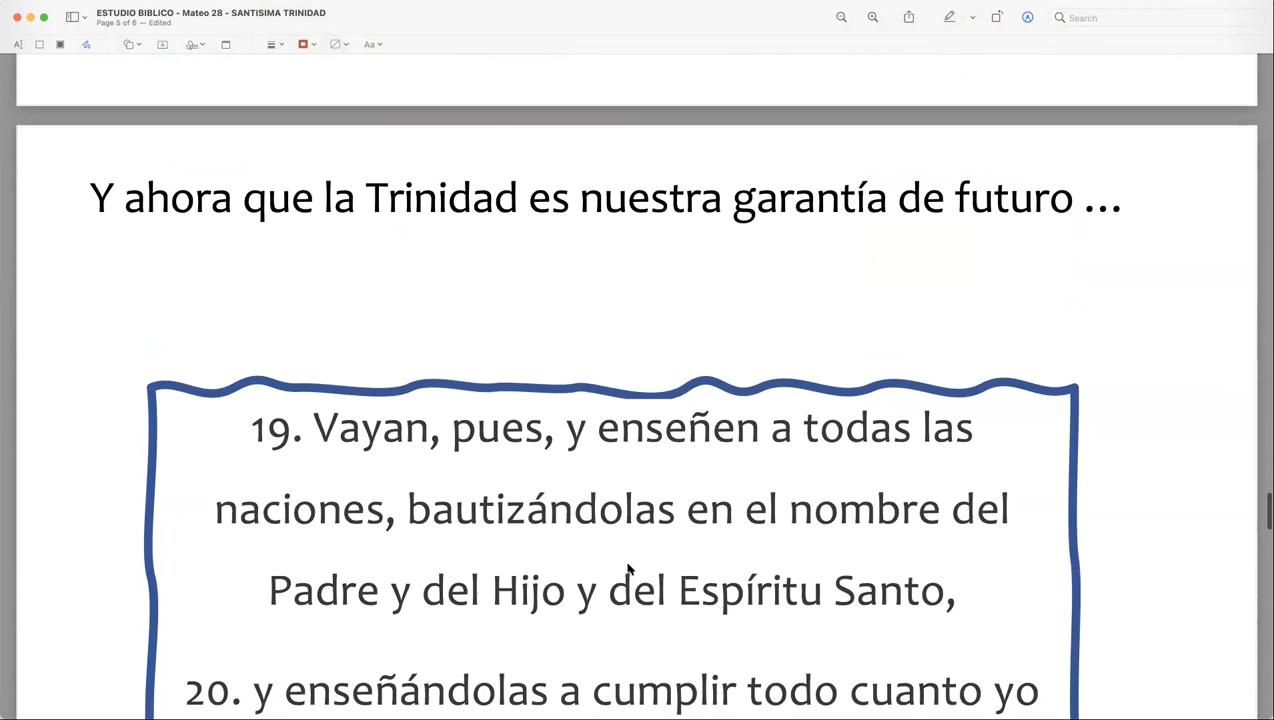 ESTUDIO BIBLICO - Mateo 28 - SANTISIMA TRINIDAD
Page 5 of 6 — Edited
Search
Aa
Y ahora que la Trinidad es nuestra garantía de futuro ...
19. Vayan, pues, y enseñen a todas las
naciones, bautizándolas en el nombre del
Padre y del Hijo y del Espíritu Santo,
20. y enseñándolas a cumplir todo cuanto yo